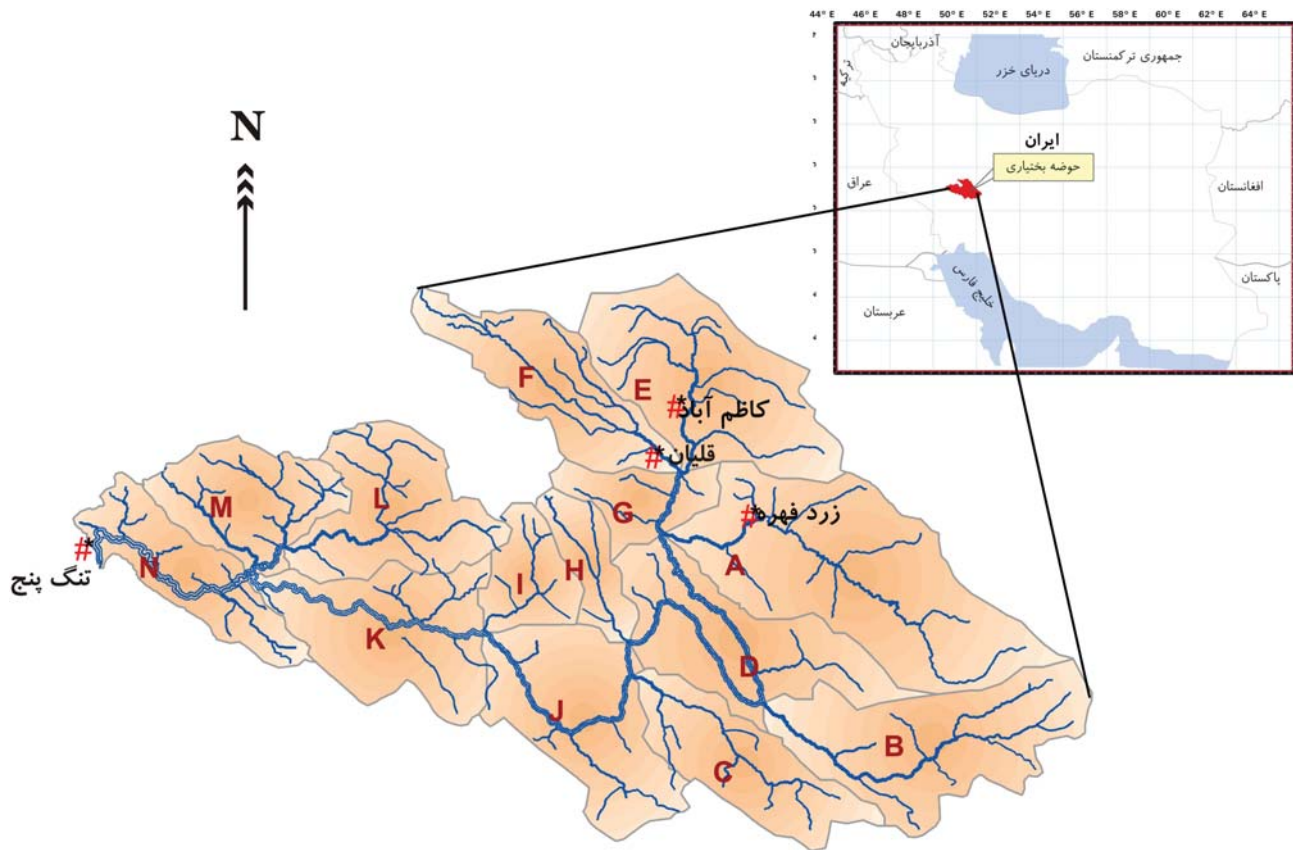 44° E 46° E 48° E 50° E 52° E 54° E 56° E 58° E 60° E 62° E 64° E
آذربایجان
ترکیه
دریای خزر
جمهوری ترکمنستان
ایران
حوضه بختیاری
عراق
افغانستان
پاکستان
خلیج فارس
عربستان
N
F
E
#* کاظم آباد
#* قلیان
M
L
G
#* زرد فهره
#*
تنگ پنج
N
I
H
A
K
D
J
B
C